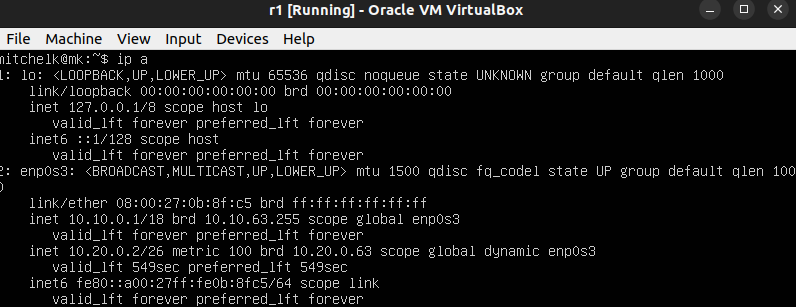 r1 [Running] - Oracle VM VirtualBox
File Machine View Input Devices Help
mitchelk@mk:~$ ip a
1: lo: <LOOPBACK,UP,LOWER_UP> mtu 65536 qdisc noqueue state UNKNOWN group default qlen 1000
    link/loopback 00:00:00:00:00:00 brd 00:00:00:00:00:00
    inet 127.0.0.1/8 scope host lo
       valid_lft forever preferred_lft forever
    inet6 ::1/128 scope host
       valid_lft forever preferred_lft forever
2: enp0s3: <BROADCAST,MULTICAST,UP,LOWER_UP> mtu 1500 qdisc fq_codel state UP group default qlen 100
0
    link/ether 08:00:27:0b:8f:c5 brd ff:ff:ff:ff:ff:ff
    inet 10.10.0.1/18 brd 10.10.63.255 scope global enp0s3
       valid_lft forever preferred_lft forever
    inet 10.20.0.2/26 metric 100 brd 10.20.0.63 scope global dynamic enp0s3
       valid_lft 549sec preferred_lft 549sec
    inet6 fe80::a00:27ff:fe0b:8fc5/64 scope link
       valid_lft forever preferred_lft forever